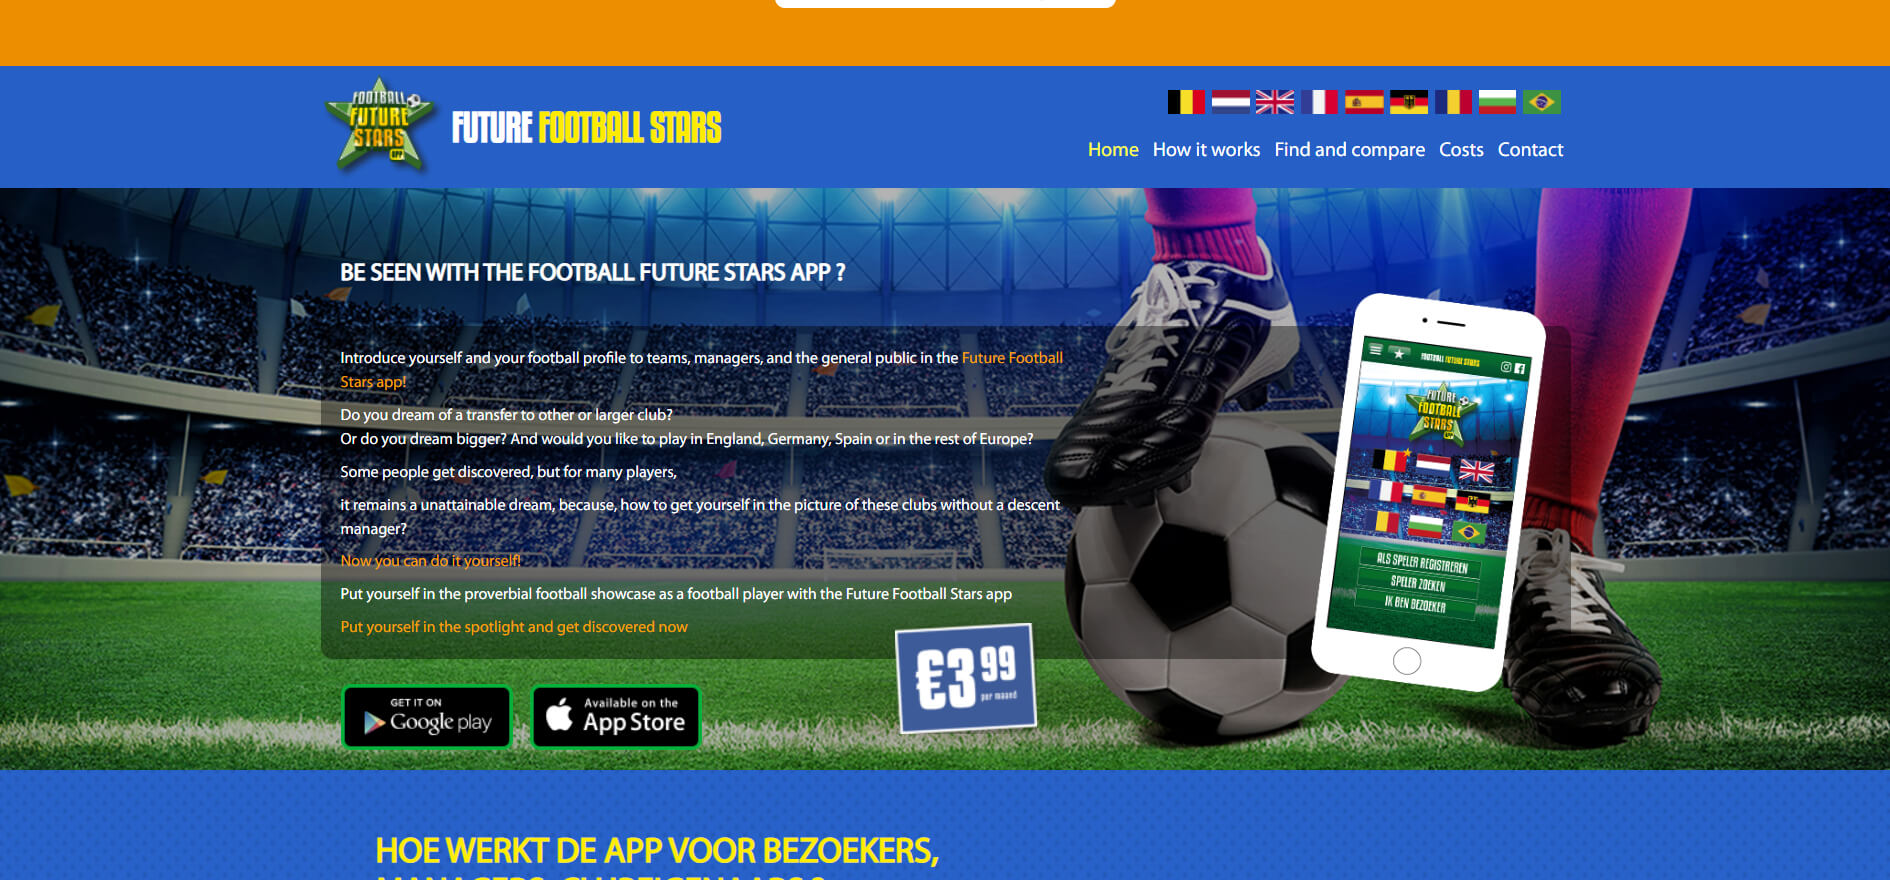 FOOTBALL
FUTURE
STARS
APP
FUTURE FOOTBALL STARS
Home How it works Find and compare Costs Contact
BE SEEN WITH THE FOOTBALL FUTURE STARS APP ?
Introduce yourself and your football profile to teams, managers, and the general public in the Future Football
Stars app!
Do you dream of a transfer to other or larger club?
Or do you dream bigger? And would you like to play in England, Germany, Spain or in the rest of Europe?
Some people get discovered, but for many players,
it remains a unattainable dream, because, how to get yourself in the picture of these clubs without a descent
manager?
Now you can do it yourself!
Put yourself in the proverbial football showcase as a football player with the Future Football Stars app
Put yourself in the spotlight and get discovered now
FOOTBALL FUTURE STARS
FUTURE
FOOTBALL
STARS
APP
ALS SPELER REGISTREREN
SPELER ZOEKEN
IK BEN BEZOEKER
€3 99
per maand
GET IT ON
Google play
Available on the
App Store
HOE WERKT DE APP VOOR BEZOEKERS,
MANAGERS, CLUBEIGENAARS ?